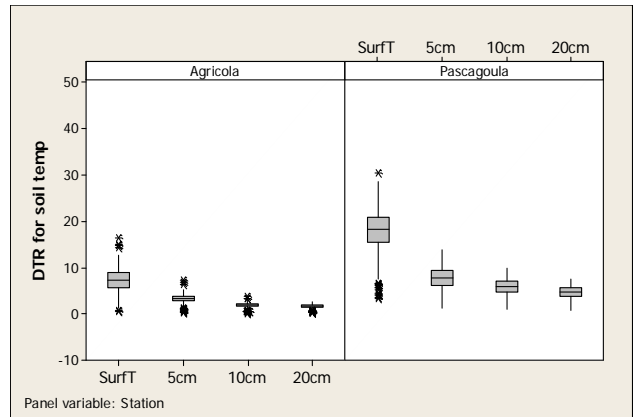 SurfT 5cm 10cm 20cm
Agricola Pascagoula
50
40
30
20
10
0
-10
DTR for soil temp
SurfT 5cm 10cm 20cm
Panel variable: Station